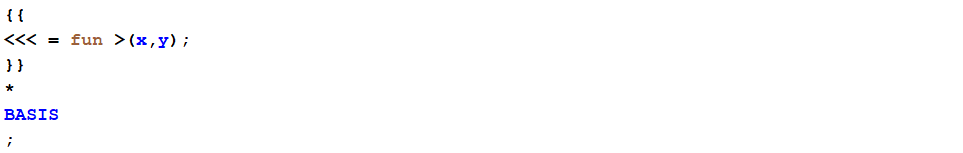 {{
<<< = fun >(x,y);
}}
*
BASIS
;